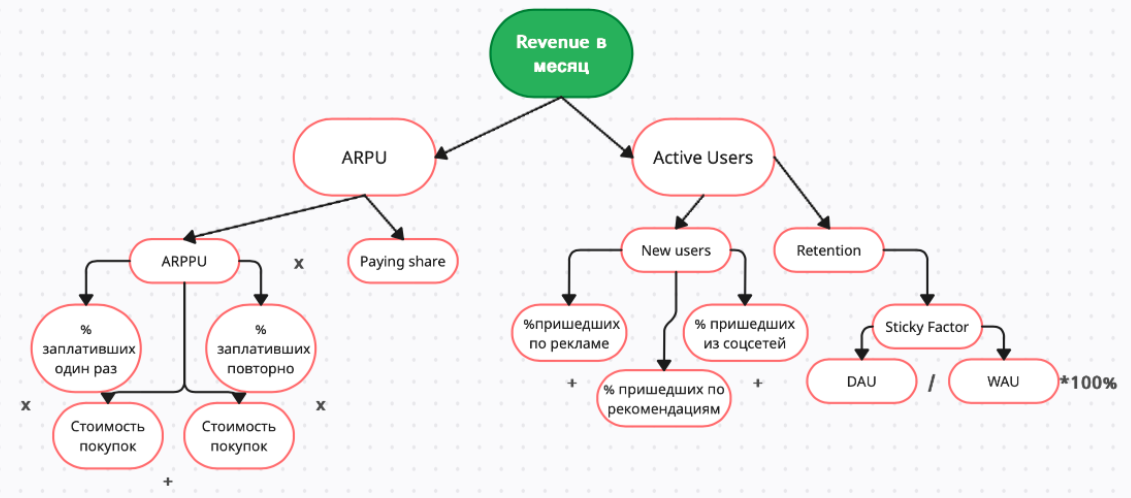 Revenue в
месяц
ARPU
Active Users
ARPPU
x
Paying share
New users
Retention
%
заплативших
один раз
%
заплативших
повторно
%пришедших
по рекламе
% пришедших
из соцсетей
Sticky Factor
+
% пришедших по
рекомендациям
+
DAU
/
WAU
*100%
x
Стоимость
покупок
Стоимость
покупок
x
+